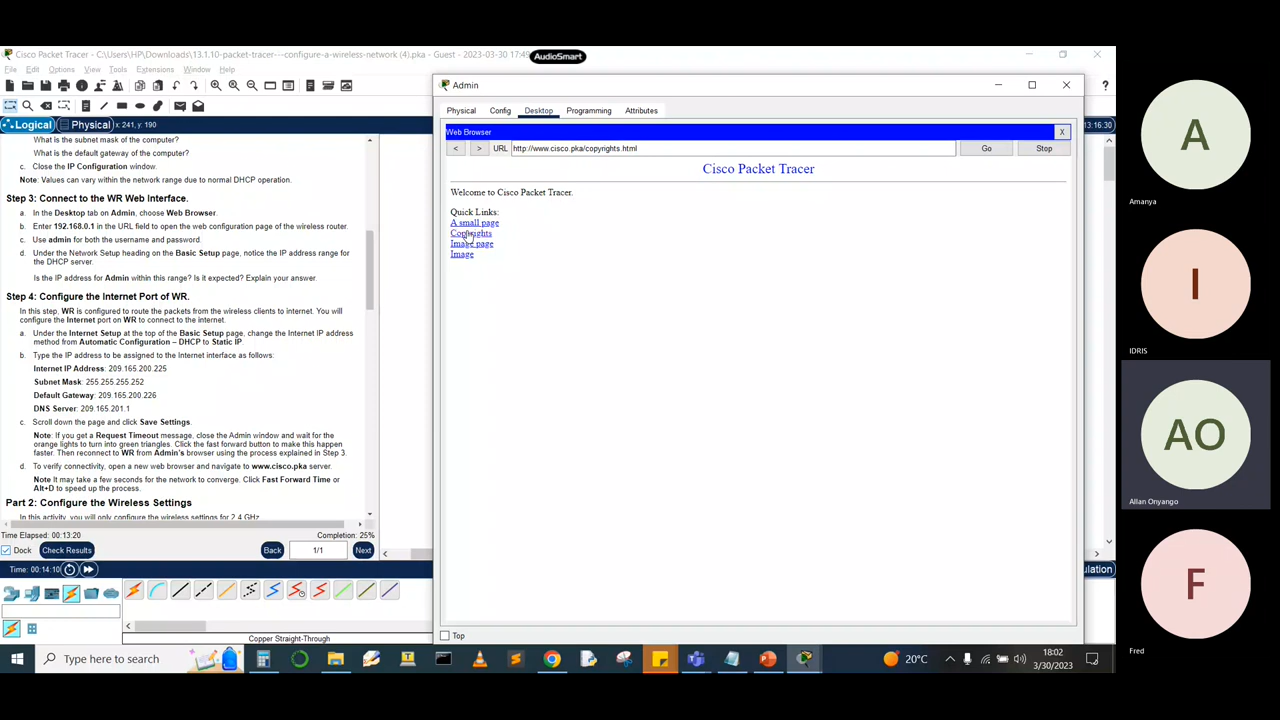 Cisco Packet Tracer - C:\Users\HP\Downloads\13.1.10-packet-tracer---configure-a-wireless-network (4).pka - Guest - 2023-03-30 17:49
AudioSmart
File Edit Options View Tools Extensions Window Help
?
Logical Physical x: 241, y: 190
13:16:30
What is the subnet mask of the computer?
What is the default gateway of the computer?
c. Close the IP Configuration window.
Note: Values can vary within the network range due to normal DHCP operation.
Step 3: Connect to the WR Web Interface.
a. In the Desktop tab on Admin, choose Web Browser.
b. Enter 192.168.0.1 in the URL field to open the web configuration page of the wireless router.
c. Use admin for both the username and password.
d. Under the Network Setup heading on the Basic Setup page, notice the IP address range for
the DHCP server.
Is the IP address for Admin within this range? Is it expected? Explain your answer.
Step 4: Configure the Internet Port of WR.
In this step, WR is configured to route the packets from the wireless clients to internet. You will
configure the Internet port on WR to connect to the internet.
a. Under the Internet Setup at the top of the Basic Setup page, change the Internet IP address
method from Automatic Configuration – DHCP to Static IP.
b. Type the IP address to be assigned to the Internet interface as follows:
Internet IP Address: 209.165.200.225
Subnet Mask: 255.255.255.252
Default Gateway: 209.165.200.226
DNS Server: 209.165.201.1
c. Scroll down the page and click Save Settings.
Note: If you get a Request Timeout message, close the Admin window and wait for the
orange lights to turn into green triangles. Click the fast forward button to make this happen
faster. Then reconnect to WR from Admin's browser using the process explained in Step 3.
d. To verify connectivity, open a new web browser and navigate to www.cisco.pka server.
Note It may take a few seconds for the network to converge. Click Fast Forward Time or
Alt+D to speed up the process.
Part 2: Configure the Wireless Settings
In this activity, you will only configure the wireless settings for 2.4 GHz
Time Elapsed: 00:13:20 Completion: 25%
Dock Check Results Back 1/1 Next
Time: 00:14:10
Copper Straight-Through
Admin
Physical Config Desktop Programming Attributes
Web Browser X
< > URL http://www.cisco.pka/copyrights.html Go Stop
Cisco Packet Tracer
Welcome to Cisco Packet Tracer.
Quick Links:
A small page
Copyrights
Image page
Image
Top
Type here to search
20°C
18:02
3/30/2023
A
Amanya
I
IDRIS
AO
Allan Onyango
F
Fred